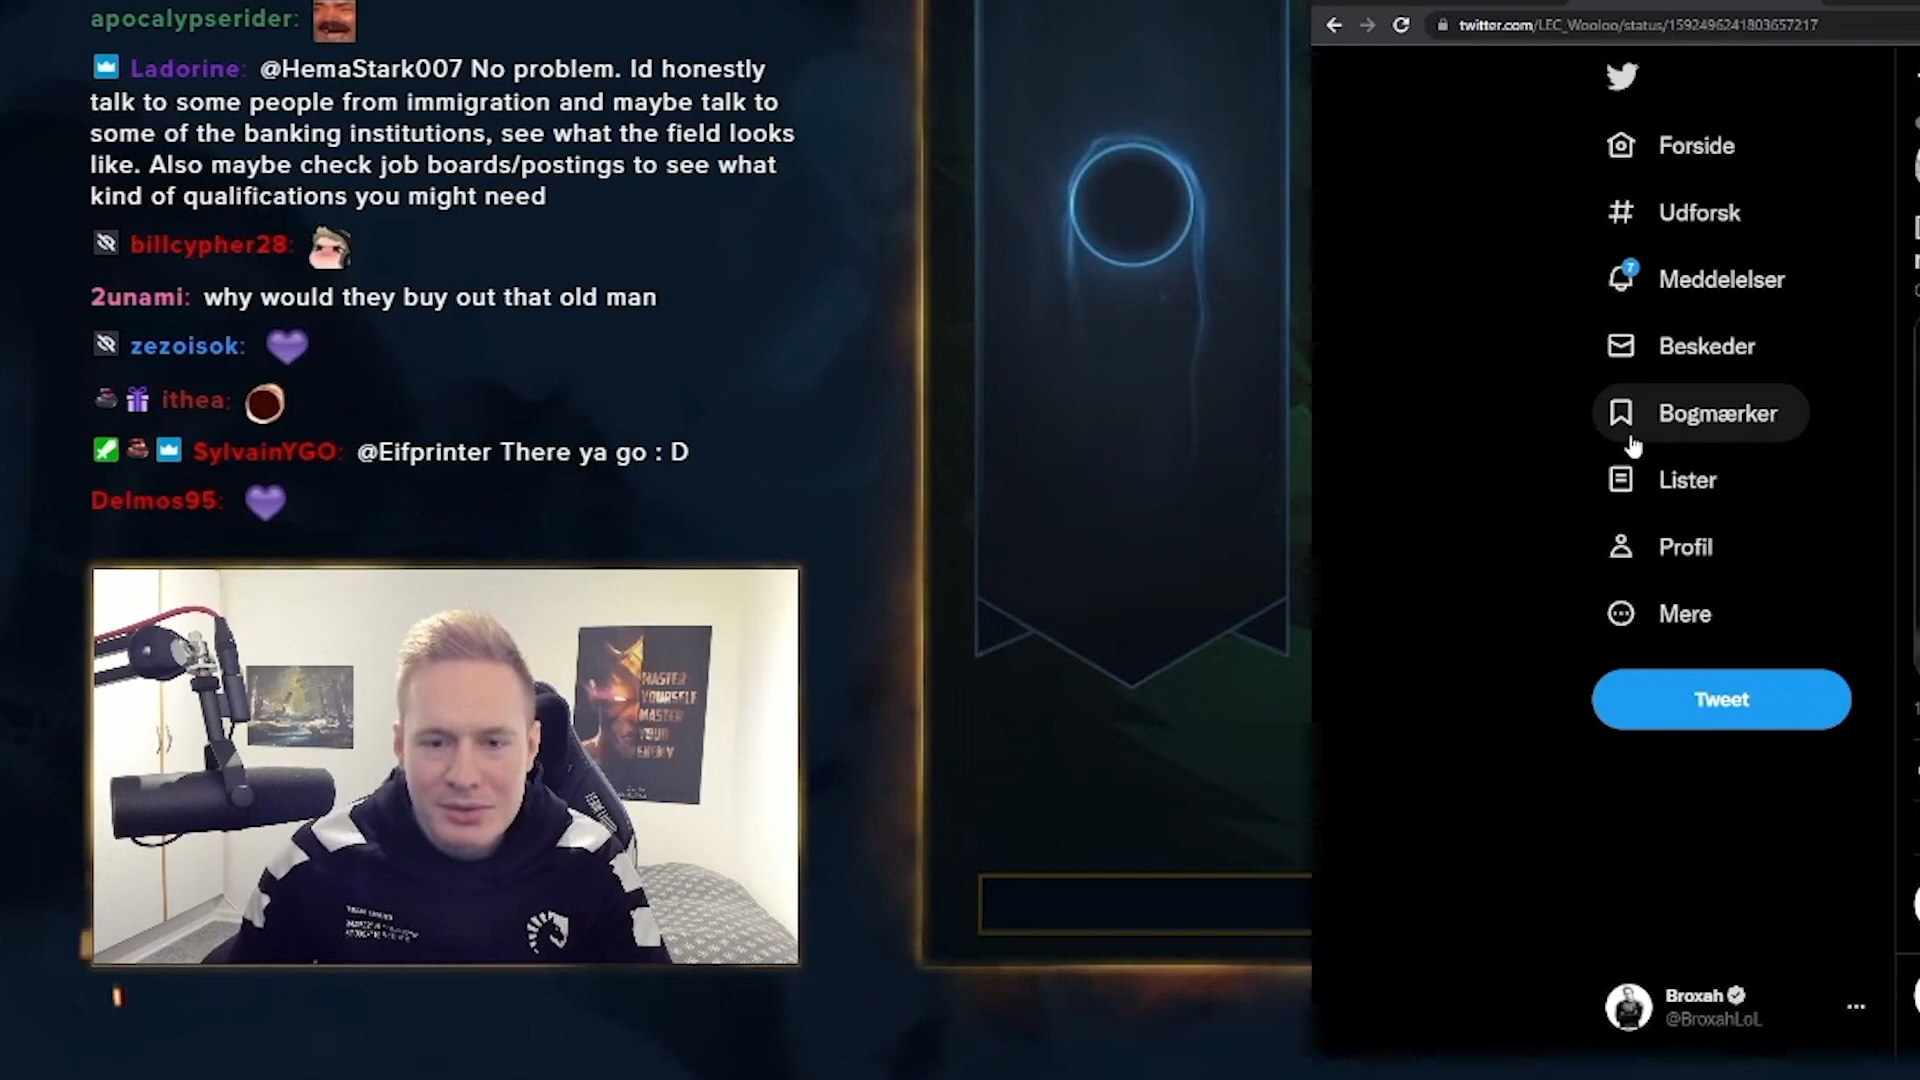 apocalypserider:
Ladorine: @HemaStark007 No problem. Id honestly
talk to some people from immigration and maybe talk to
some of the banking institutions, see what the field looks
like. Also maybe check job boards/postings to see what
kind of qualifications you might need
billcypher28:
2unami: why would they buy out that old man
zezoisok:
ithea:
SylvainYGO: @Eifprinter There ya go : D
Delmos95:
MASTER
YOURSELF
MASTER
YOUR
ENEMY
twitter.com/LEC_Wooloo/status/1592496241803657217
Forside
Udforsk
7
Meddelelser
Beskeder
Bogmærker
Lister
Profil
Mere
Tweet
Broxah
@BroxahLoL